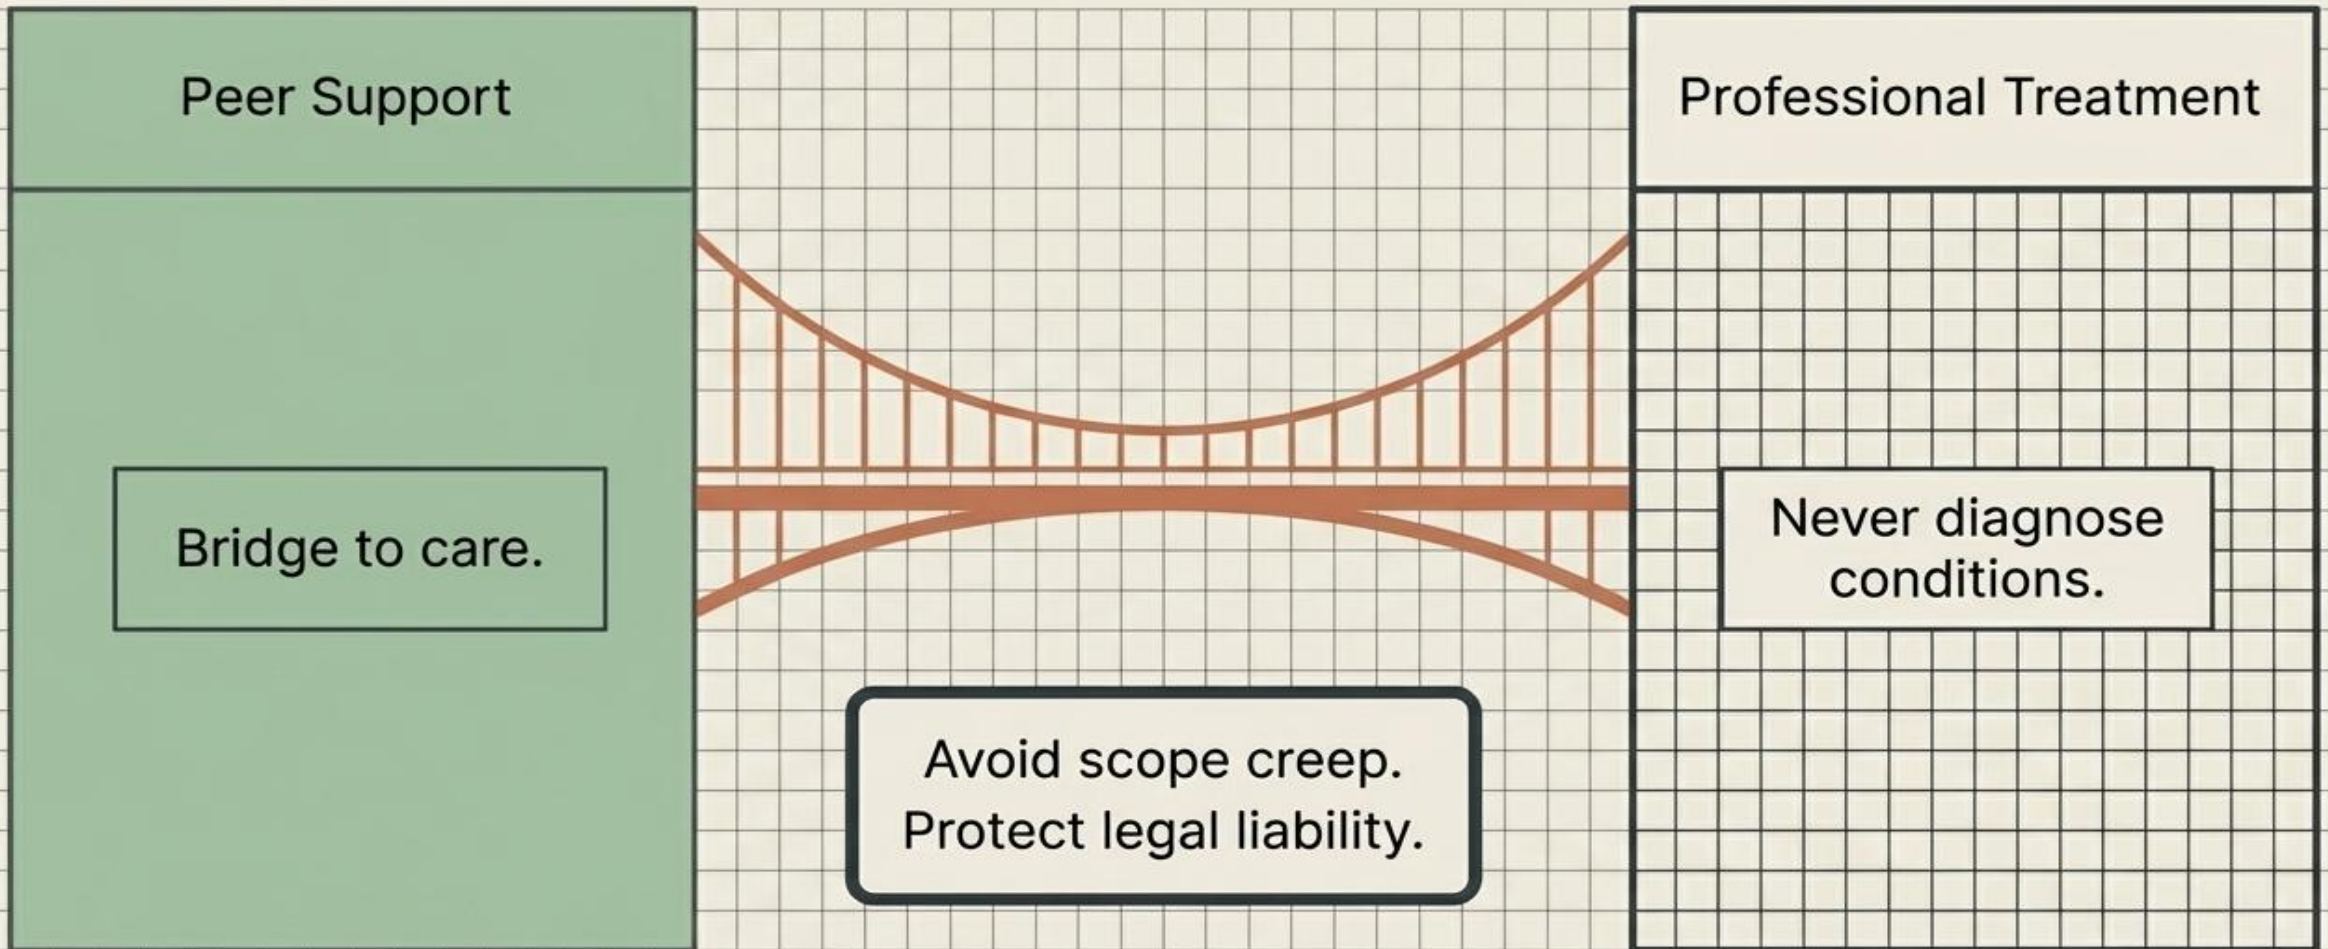 Peer Support
Professional Treatment
Bridge to care.
Never diagnose
conditions.
Avoid scope creep.
Protect legal liability.